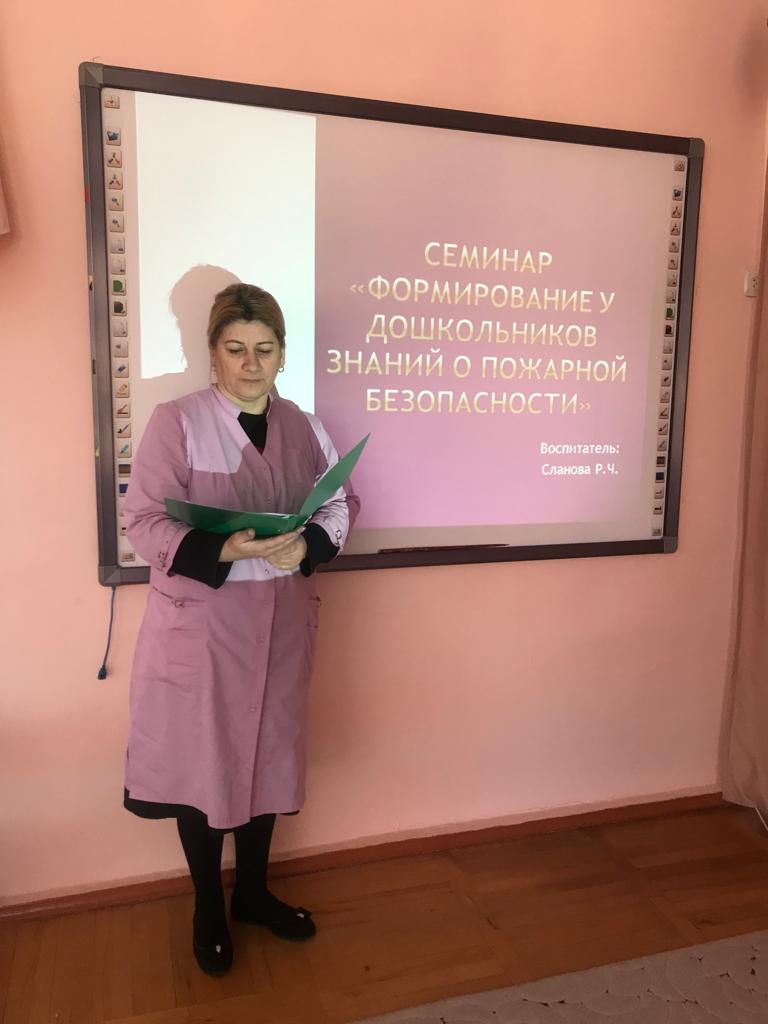 СЕМИНАР
«ФОРМИРОВАНИЕ У
ДОШКОЛЬНИКОВ
ЗНАНИЙ О ПОЖАРНОЙ
БЕЗОПАСНОСТИ»
Воспитатель:
Сланова Р.Ч.